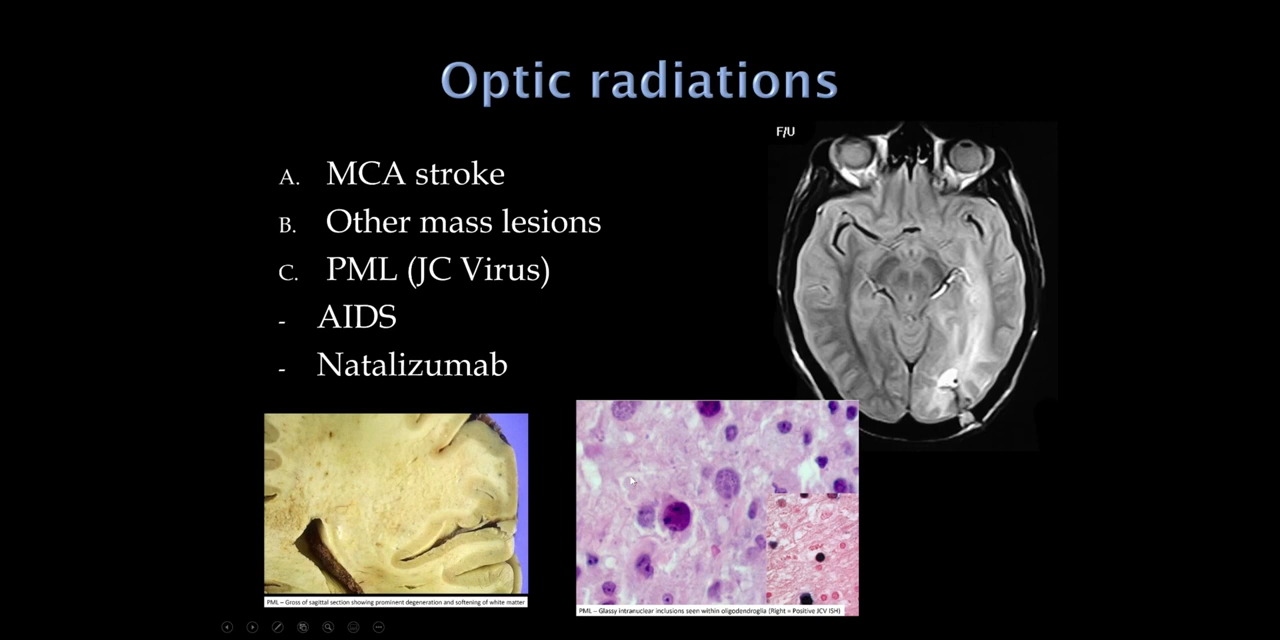 Optic radiations
F/U
A. MCA stroke
B. Other mass lesions
C. PML (JC Virus)
- AIDS
- Natalizumab
PML – Gross of sagittal section showing prominent degeneration and softening of white matter
PML – Glassy intranuclear inclusions seen within oligodendroglia (Right = Positive JCV ISH)